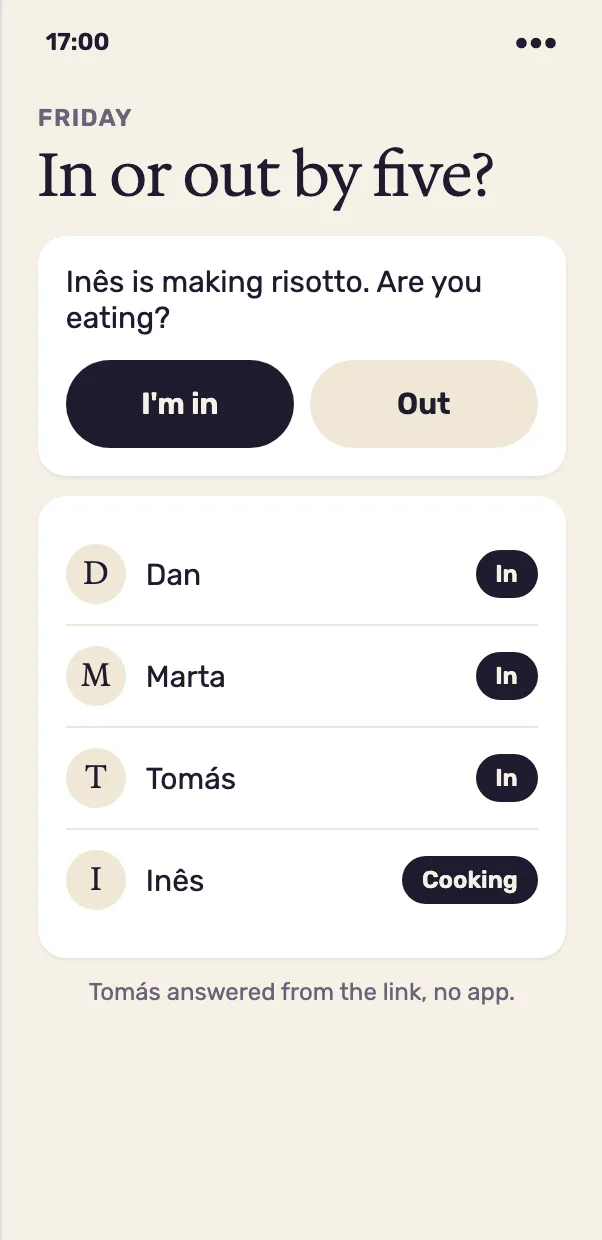 17:00
FRIDAY
In or out by five?
Inês is making risotto. Are you
eating?
I'm in
Out
D
Dan
In
M
Marta
In
T
Tomás
In
I
Inês
Cooking
Tomás answered from the link, no app.